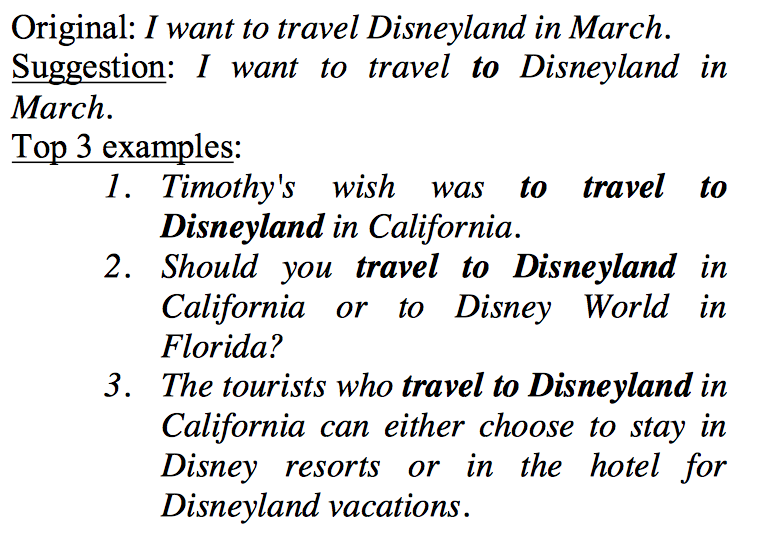 Original: I want to travel Disneyland in March.
Suggestion: I want to travel to Disneyland in
March.
Top 3 examples:
1. Timothy's wish was to travel to
Disneyland in California.
2. Should you travel to Disneyland in
California or to Disney World in
Florida?
3. The tourists who travel to Disneyland in
California can either choose to stay in
Disney resorts or in the hotel for
Disneyland vacations.